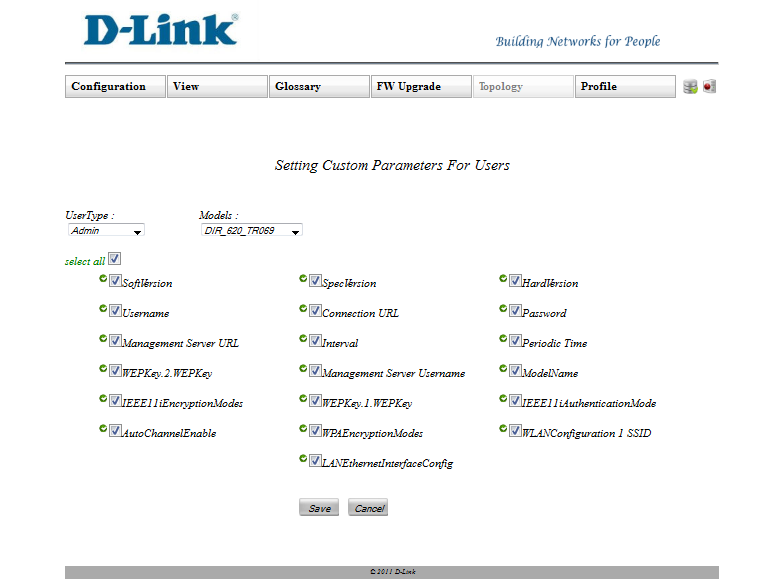 D-Link®
Building Networks for People
Configuration View Glossary FW Upgrade Topology Profile
Setting Custom Parameters For Users
UserType : Models :
Admin DIR_620_TR069
select all
SoftVersion SpecVersion HardVersion
Username Connection URL Password
Management Server URL Interval Periodic Time
WEPKey.2.WEPKey Management Server Username ModelName
IEEE11iEncryptionModes WEPKey.1.WEPKey IEEE11iAuthenticationMode
AutoChannelEnable WPAEncryptionModes WLANConfiguration 1 SSID
LANEthernetInterfaceConfig
Save Cancel
© 2011 D-Link